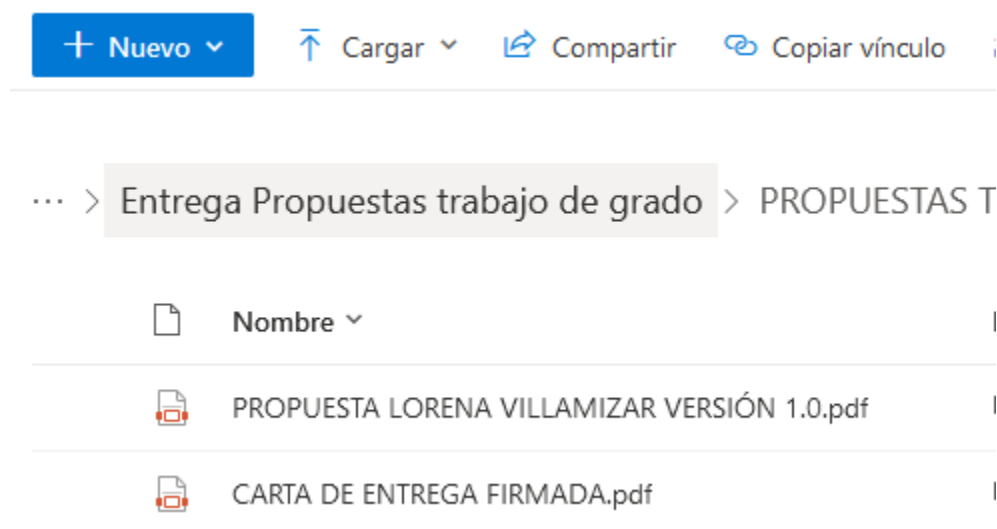 Nuevo Cargar Compartir Copiar vínculo
··· > Entrega Propuestas trabajo de grado > PROPUESTAS T
Nombre
PROPUESTA LORENA VILLAMIZAR VERSIÓN 1.0.pdf
CARTA DE ENTREGA FIRMADA.pdf